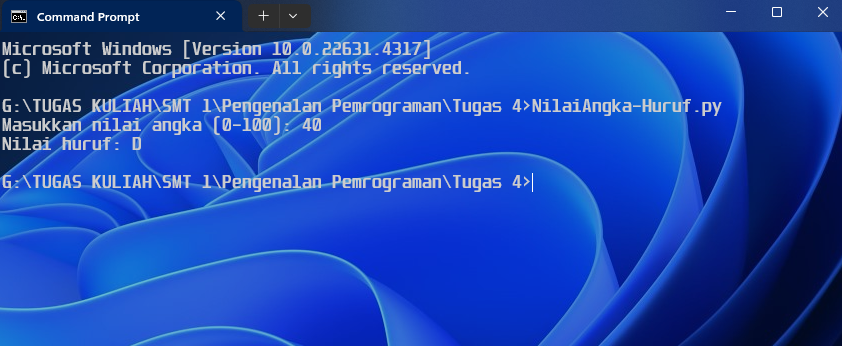 Command Prompt
Microsoft Windows [Version 10.0.22631.4317]
(c) Microsoft Corporation. All rights reserved.
G:\TUGAS KULIAH\SMT 1\Pengenalan Pemrograman\Tugas 4>NilaiAngka-Huruf.py
Masukkan nilai angka (0-100): 40
Nilai huruf: D
G:\TUGAS KULIAH\SMT 1\Pengenalan Pemrograman\Tugas 4>